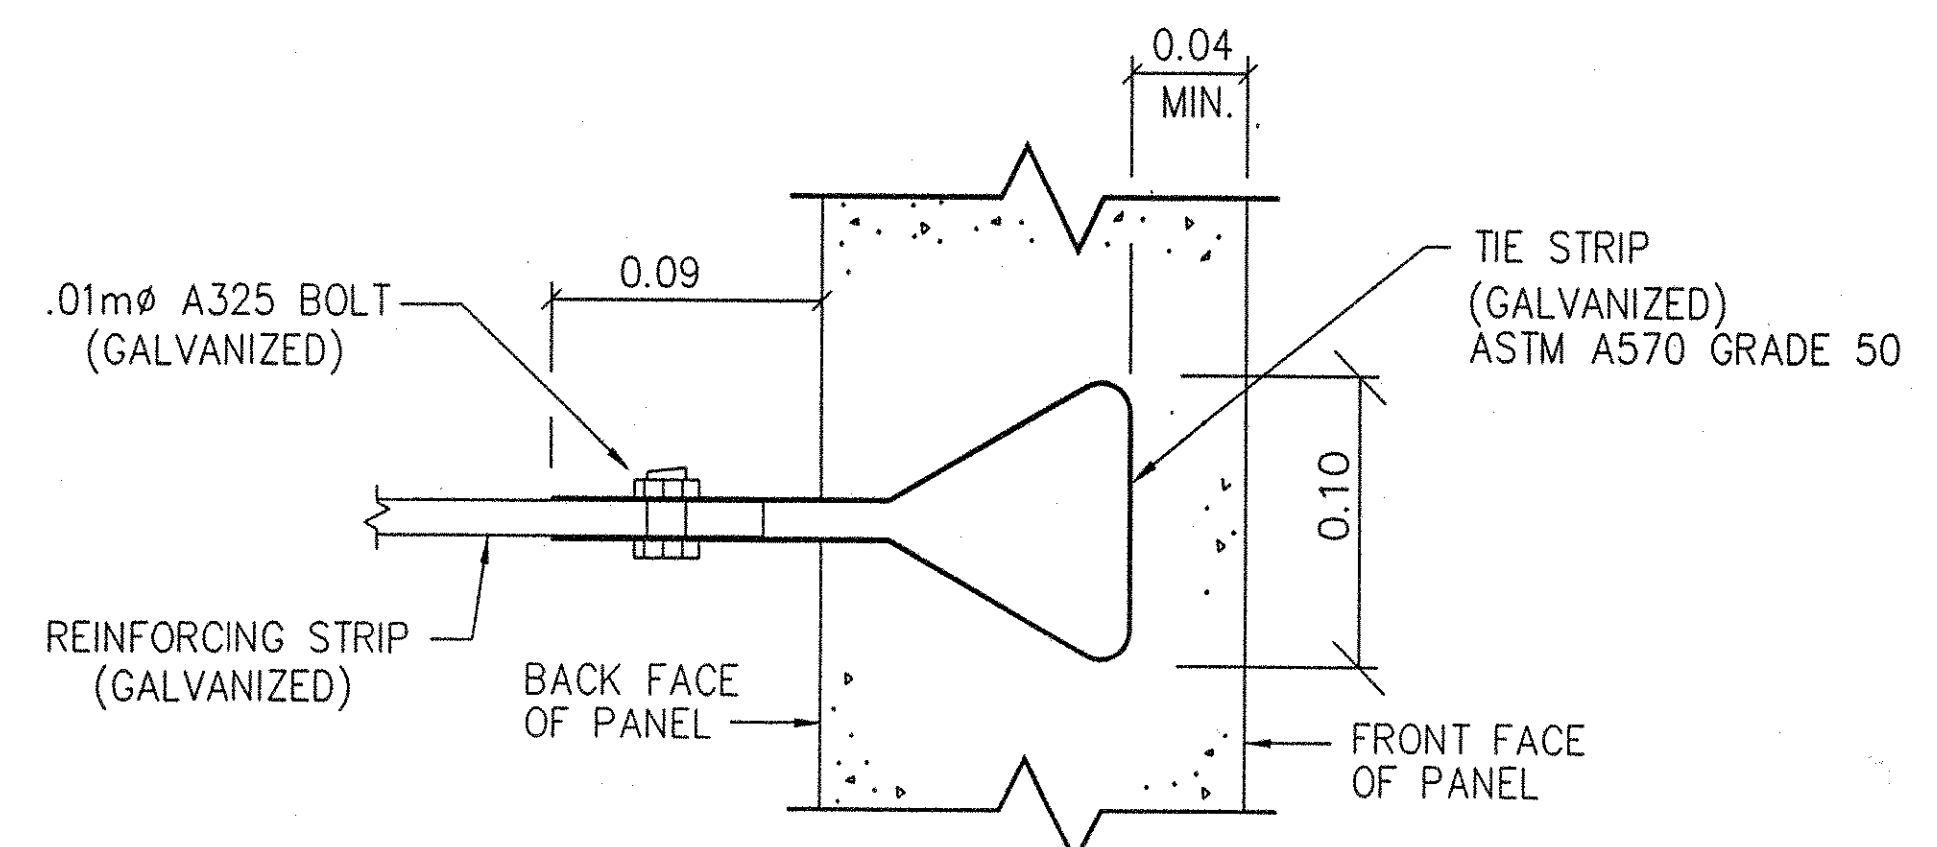 0.04
MIN.
0.09
.01mø A325 BOLT
(GALVANIZED)
TIE STRIP
(GALVANIZED)
ASTM A570 GRADE 50
0.10
REINFORCING STRIP
(GALVANIZED)
BACK FACE
OF PANEL
FRONT FACE
OF PANEL